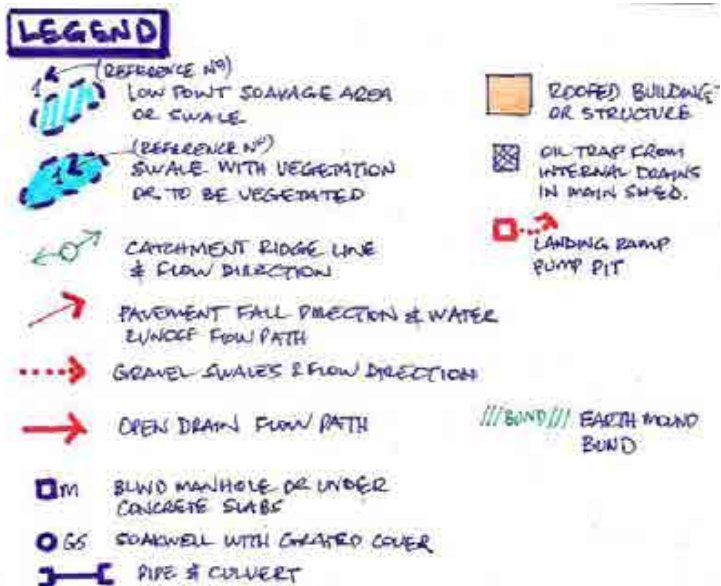 LEGEND
14
(REFERENCE Nº)
LOW POINT SOAKAGE AREA
OR SWALE
12
(REFERENCE Nº)
SWALE WITH VEGETATION
OR TO BE VEGETATED
CATCHMENT RIDGE LINE
& FLOW DIRECTION
PAVEMENT FALL DIRECTION & WATER
RUNOFF FLOW PATH
GRAVEL SWALES & FLOW DIRECTION
OPEN DRAIN FLOW PATH
M BLIND MANHOLE OR UNDER
CONCRETE SLABS
GS SOAKWELL WITH GRATED COVER
PIPE & CULVERT
ROOFED BUILDING
OR STRUCTURE
OIL TRAP FROM
INTERNAL DRAINS
IN MAIN SHED.
LANDING RAMP
PUMP PIT
///BUND/// EARTH MOUND
BUND